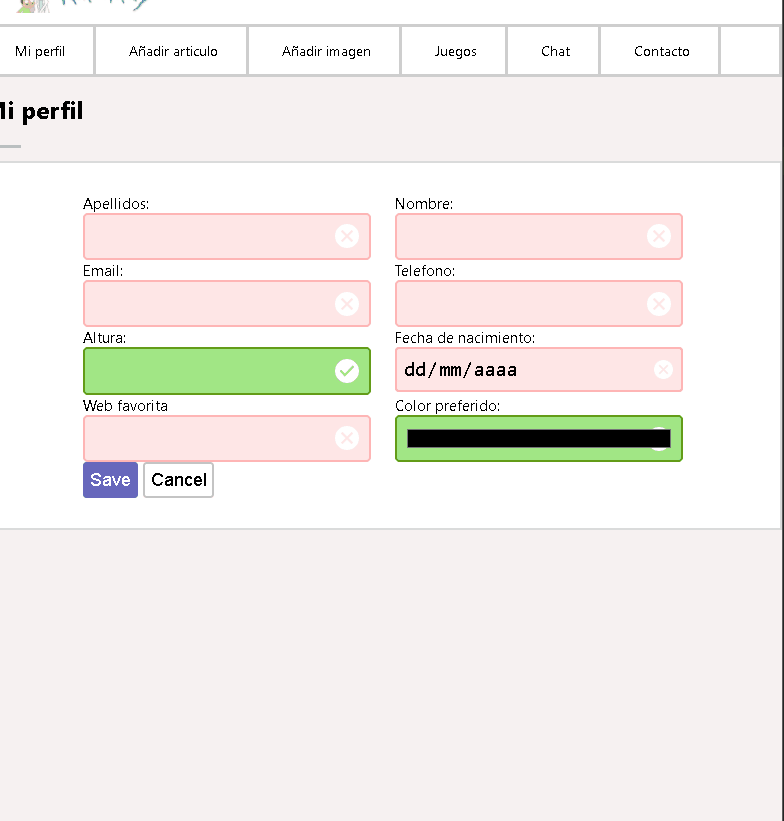 Mi perfil Añadir articulo Añadir imagen Juegos Chat Contacto
Mi perfil
Apellidos: Nombre:
Email: Telefono:
Altura: Fecha de nacimiento:
dd/mm/aaaa
Web favorita Color preferido:
Save Cancel